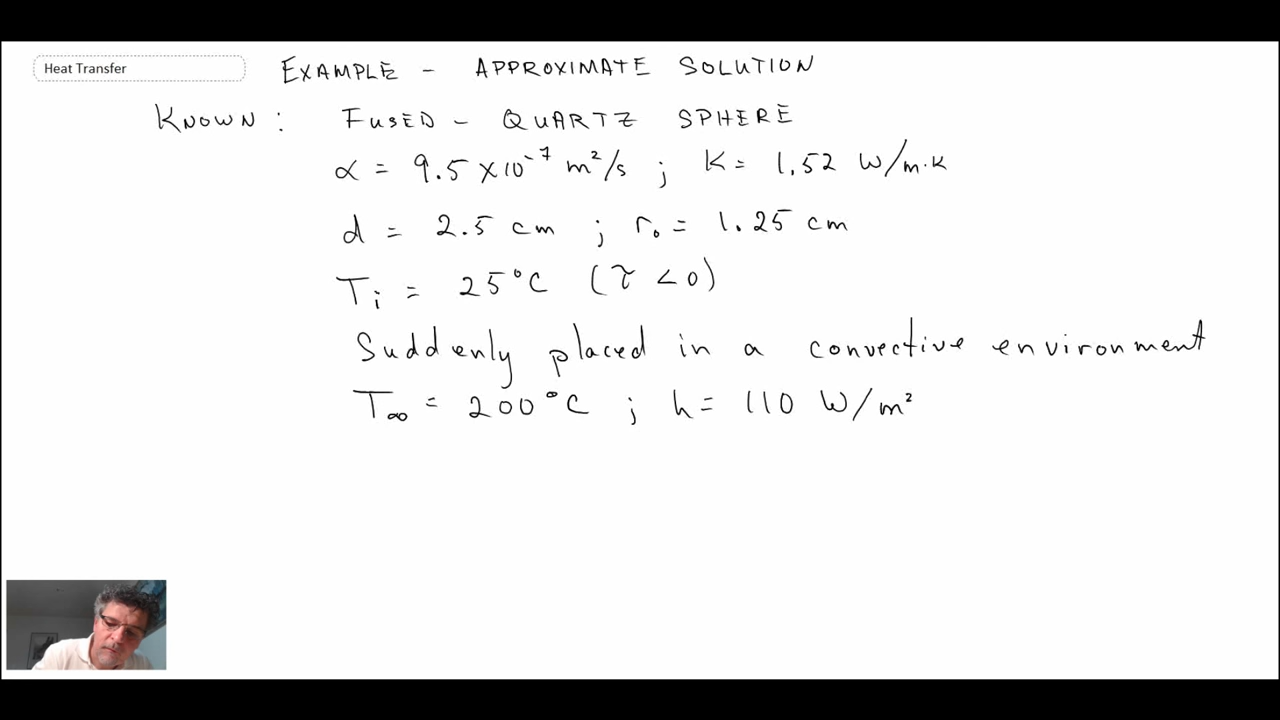 Heat Transfer
EXAMPLE - APPROXIMATE SOLUTION
KNOWN: FUSED - QUARTZ SPHERE
α = 9.5 x10⁻⁷ m²/s ; K = 1.52 W/m·K
d = 2.5 cm ; r₀ = 1.25 cm
Tᵢ = 25°C (τ < 0)
Suddenly placed in a convective environment
T∞ = 200°C ; h = 110 W/m²